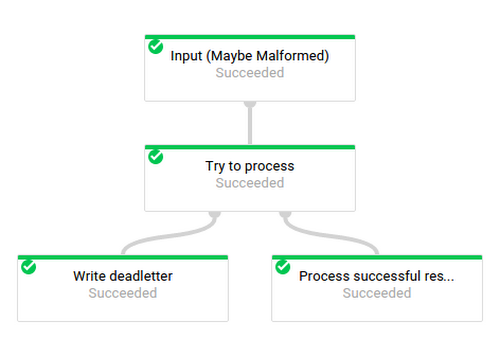 Input (Maybe Malformed)
Succeeded
Try to process
Succeeded
Write deadletter
Succeeded
Process successful res...
Succeeded